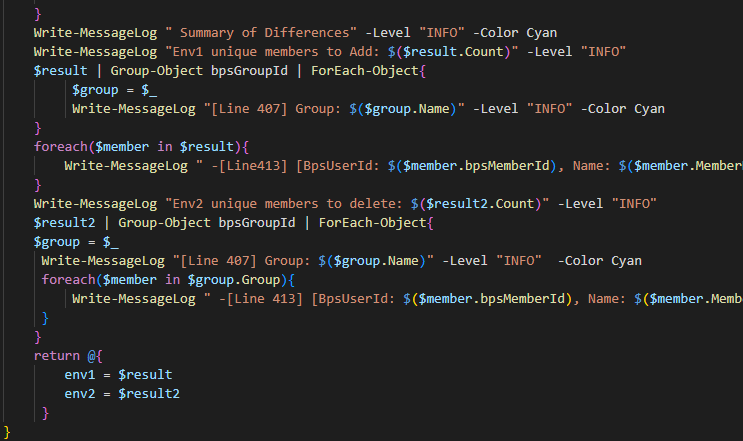 }
Write-MessageLog " Summary of Differences" -Level "INFO" -Color Cyan
Write-MessageLog "Env1 unique members to Add: $($result.Count)" -Level "INFO"
$result | Group-Object bpsGroupId | ForEach-Object{
$group = $_
Write-MessageLog "[Line 407] Group: $($group.Name)" -Level "INFO" -Color Cyan
}
foreach($member in $result){
Write-MessageLog " -[Line413] [BpsUserId: $($member.bpsMemberId), Name: $($member.Member
}
Write-MessageLog "Env2 unique members to delete: $($result2.Count)" -Level "INFO"
$result2 | Group-Object bpsGroupId | ForEach-Object{
$group = $_
Write-MessageLog "[Line 407] Group: $($group.Name)" -Level "INFO"  -Color Cyan
foreach($member in $group.Group){
Write-MessageLog " -[Line 413] [BpsUserId: $($member.bpsMemberId), Name: $($member.Memb
}
}
return @{
env1 = $result
env2 = $result2
}
}